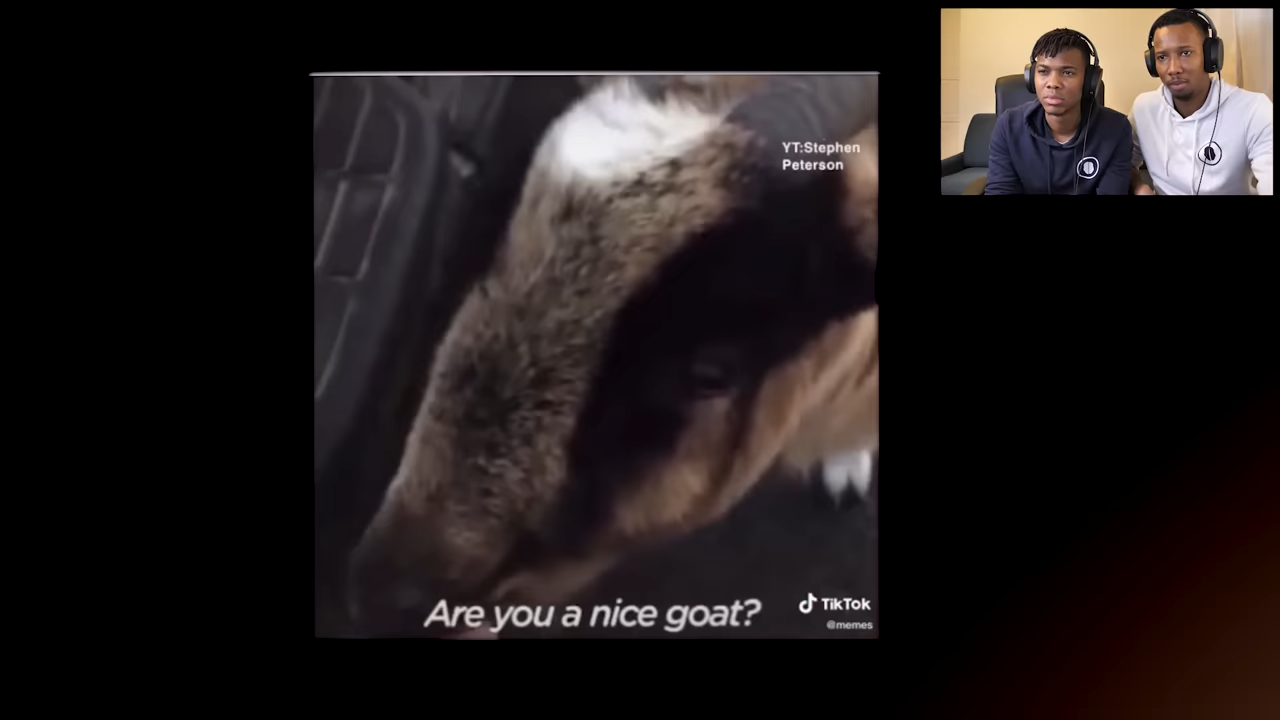 YT:Stephen
Peterson
Are you a nice goat?
TikTok
@memes